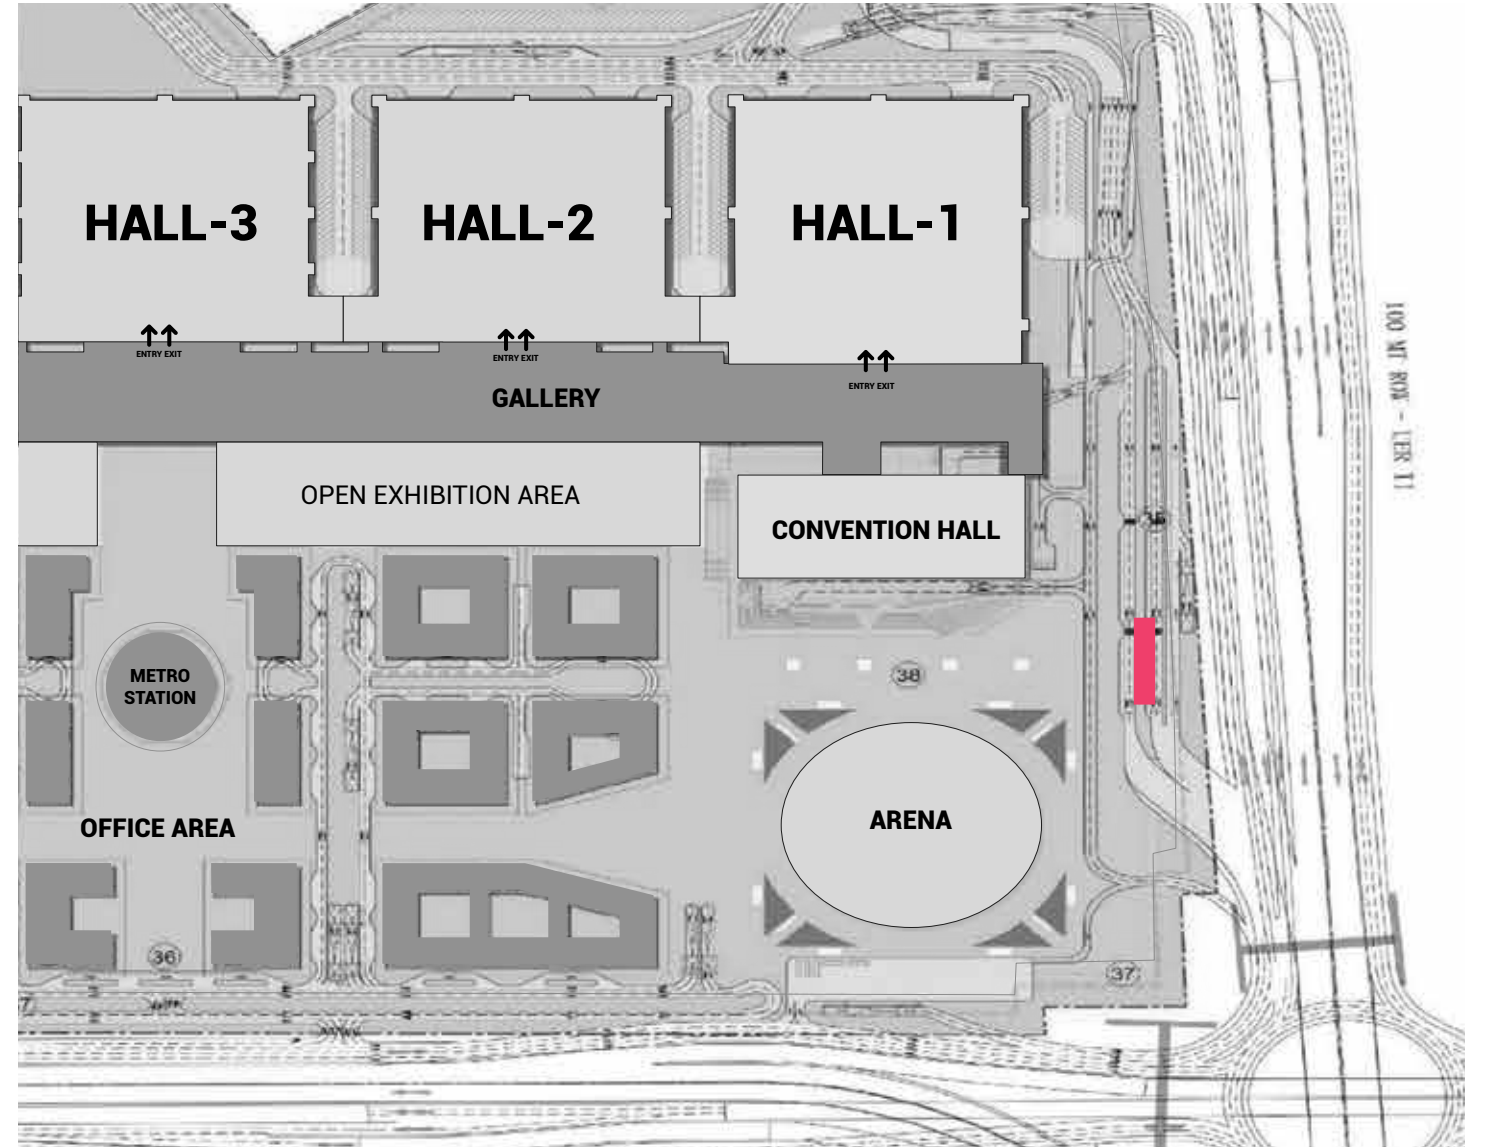 HALL-3
HALL-2
HALL-1
ENTRY EXIT
ENTRY EXIT
ENTRY EXIT
GALLERY
OPEN EXHIBITION AREA
CONVENTION HALL
METRO
STATION
38
ARENA
OFFICE AREA
36
37